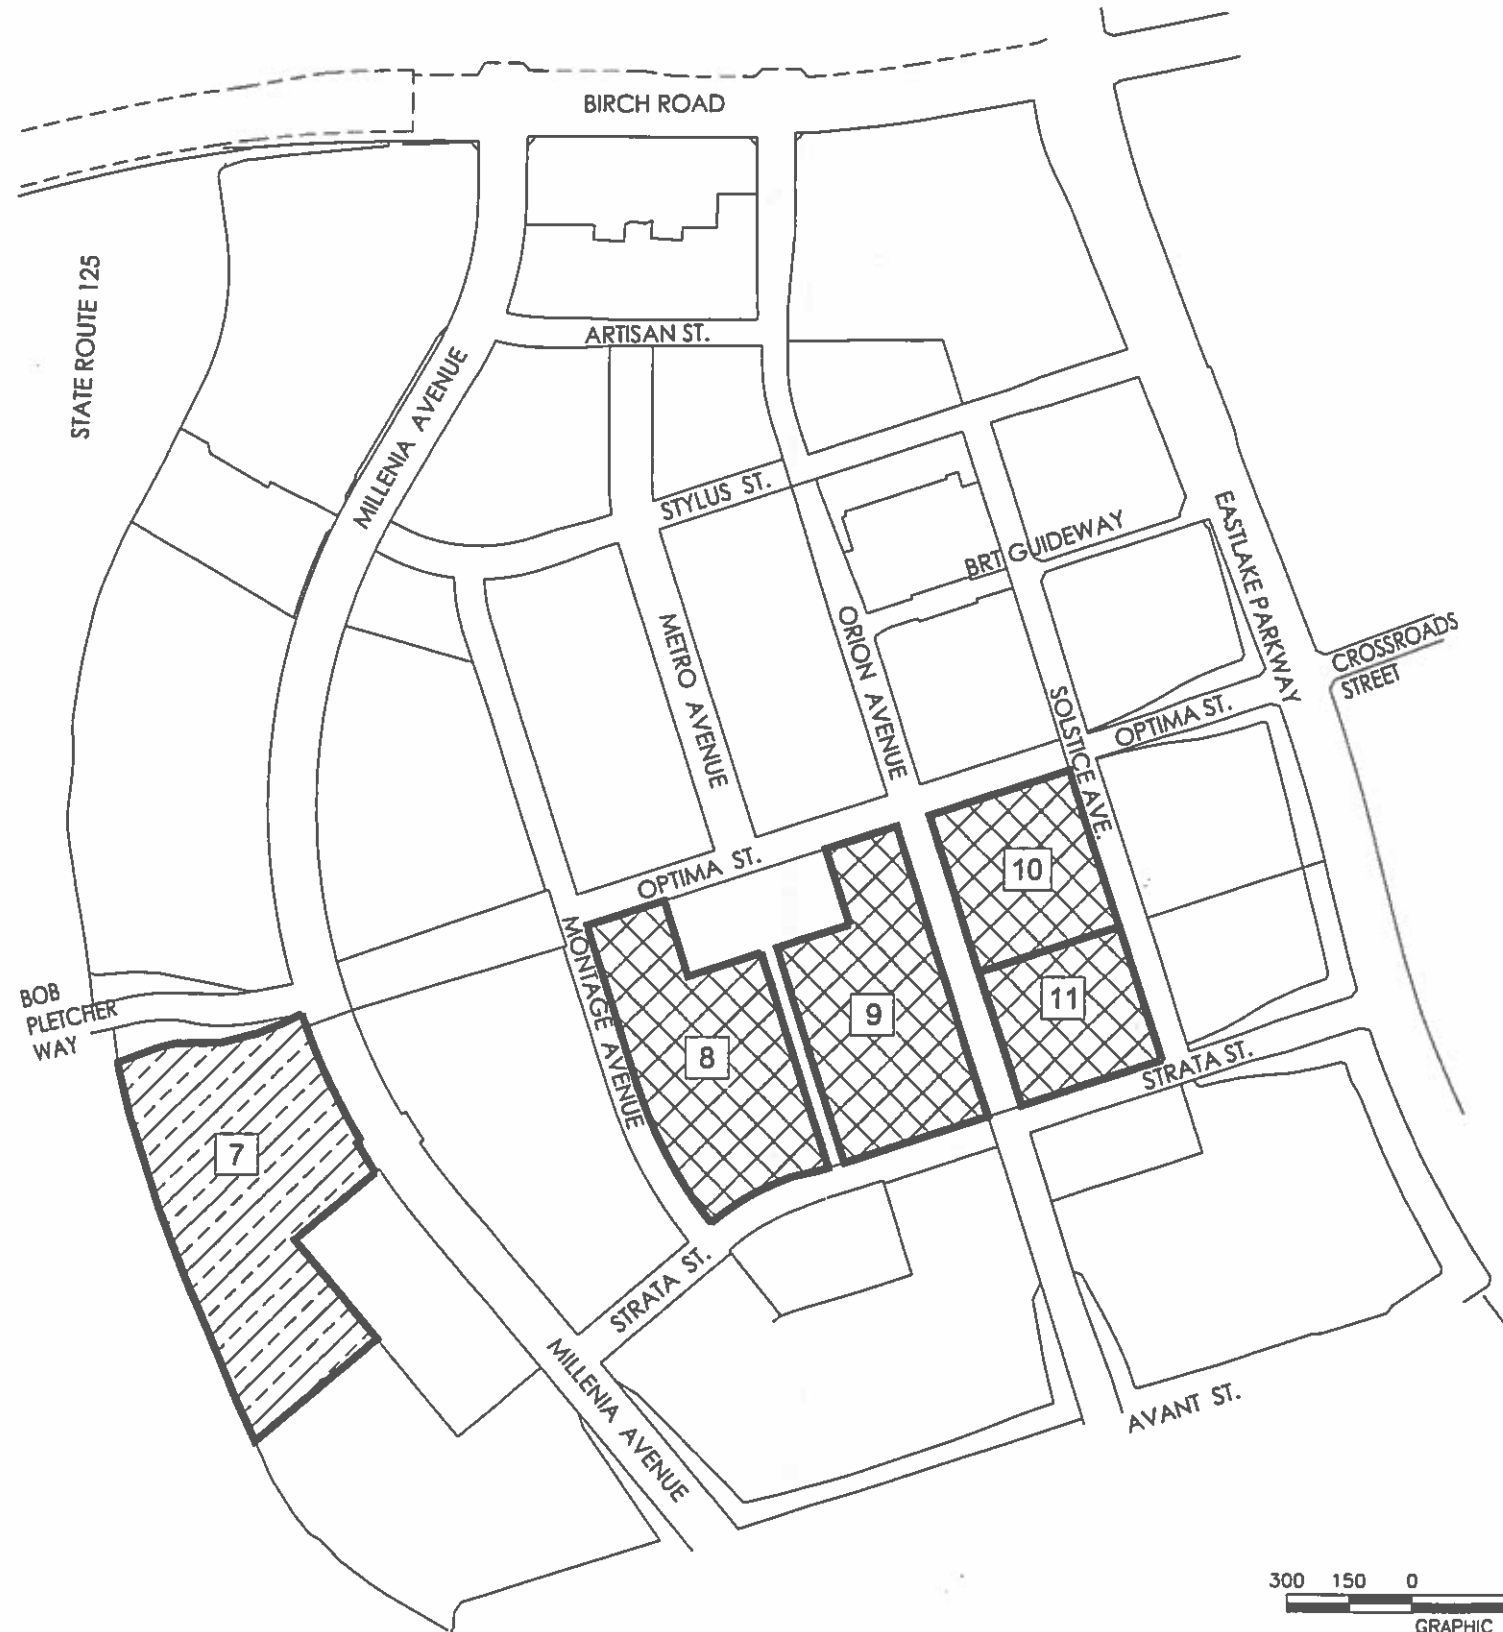 BIRCH ROAD
STATE ROUTE 125
ARTISAN ST.
MILLENIA AVENUE
STYLUS ST.
BRT GUIDEWAY
EASTLAKE PARKWAY
METRO AVENUE
ORION AVENUE
CROSSROADS
STREET
SOLSTICE AVE.
OPTIMA ST.
OPTIMA ST.
10
MONTAGE AVENUE
BOB
PLETCHER
WAY
11
9
8
STRATA ST.
7
STRATA ST.
MILLENIA AVENUE
AVANT ST.
300 150 0
GRAPHIC